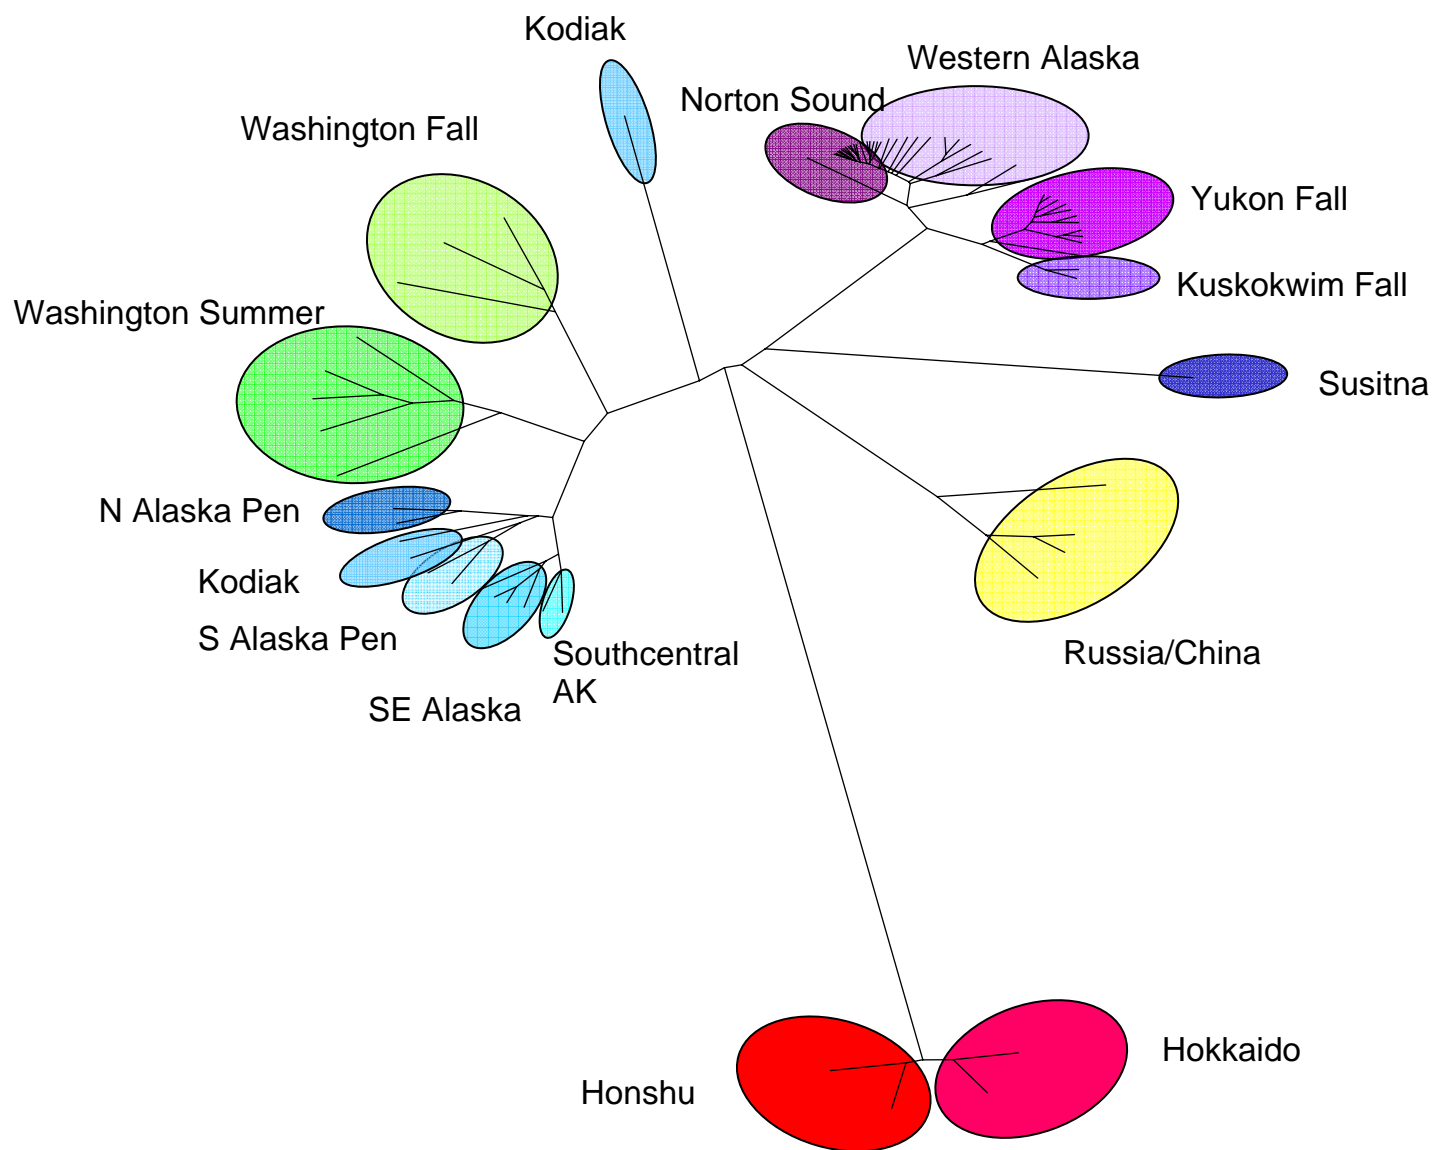 Kodiak
Western Alaska
Norton Sound
Washington Fall
Yukon Fall
Kuskokwim Fall
Washington Summer
Susitna
N Alaska Pen
Kodiak
S Alaska Pen
Southcentral
AK
Russia/China
SE Alaska
Hokkaido
Honshu